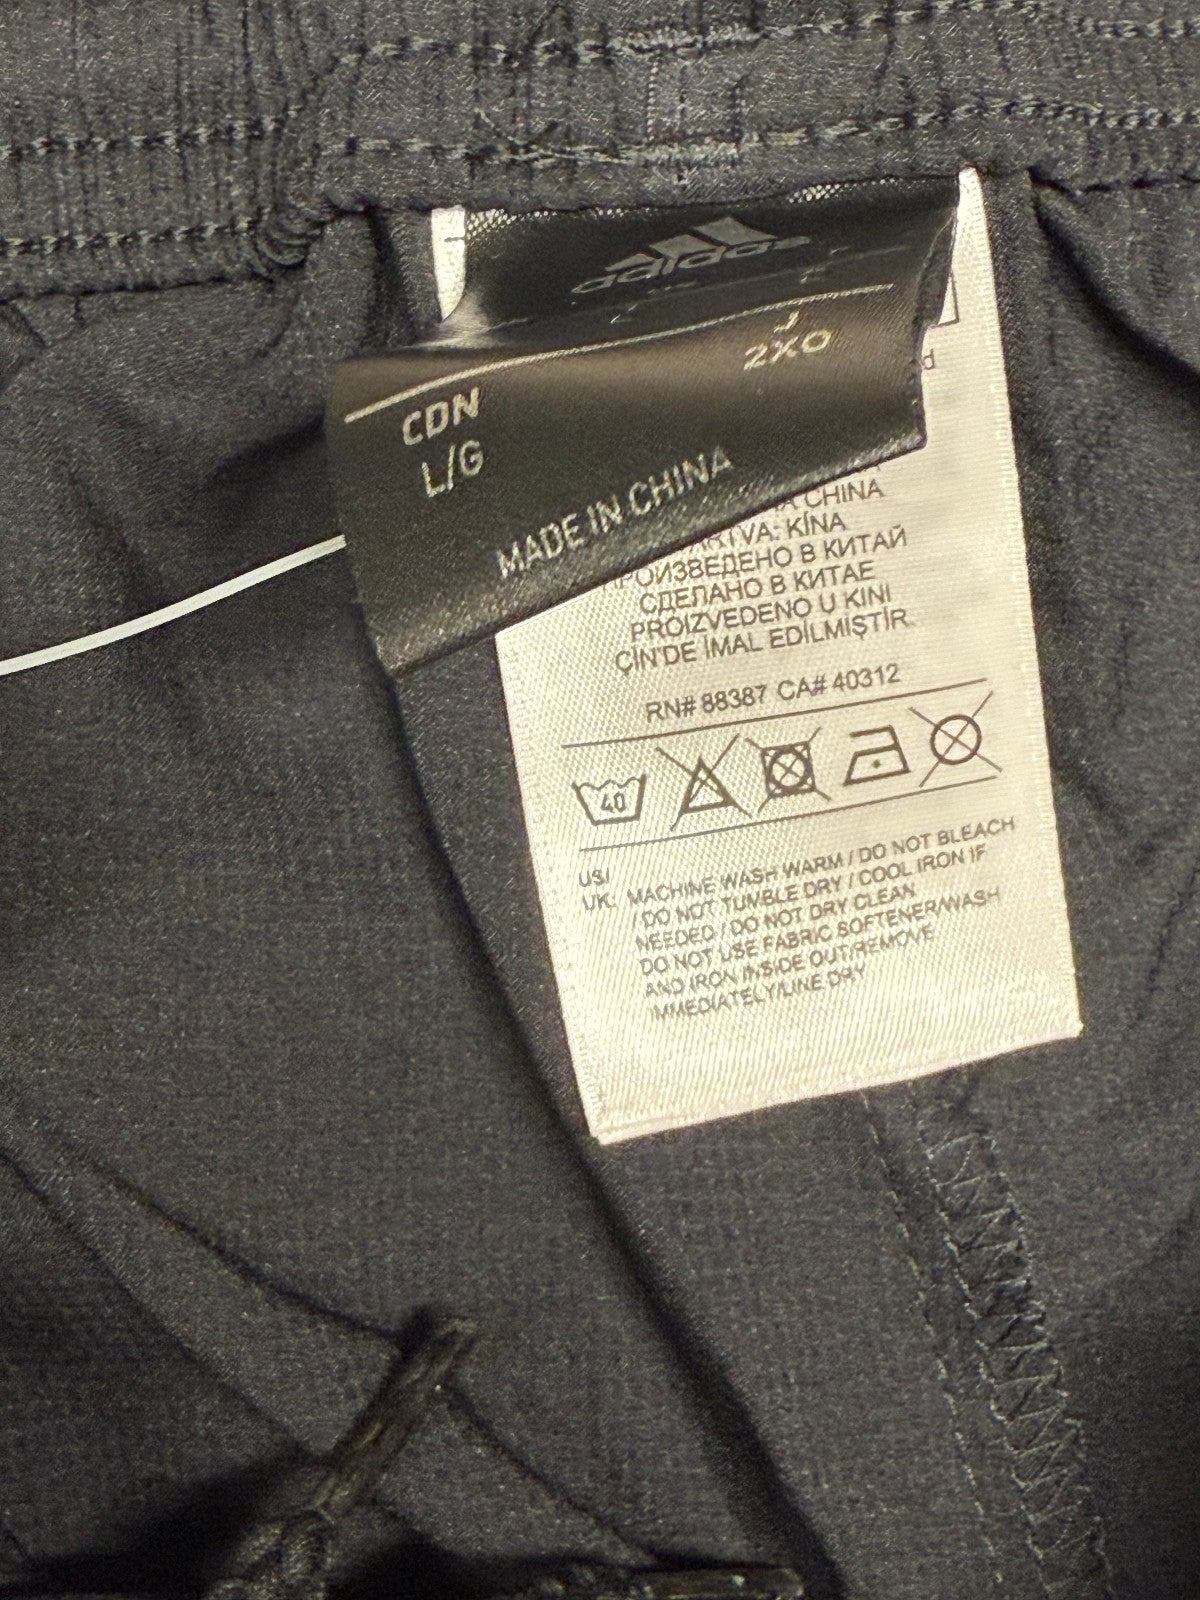 adidas
J
2XO
CDN
L/G
MADE IN CHINA
CHINA
KÍNA
ПРОИЗВЕДЕНО В КИТАЙ
СДЕЛАНО В КИТАЕ
PROIZVEDENO U KINI
ÇİN'DE İMAL EDİLMİŞTİR.
RN# 88387 CA# 40312
40
US/
UK: MACHINE WASH WARM / DO NOT BLEACH
/ DO NOT TUMBLE DRY / COOL IRON IF
NEEDED / DO NOT DRY CLEAN
DO NOT USE FABRIC SOFTENER/WASH
AND IRON INSIDE OUT/REMOVE
IMMEDIATELY/LINE DRY